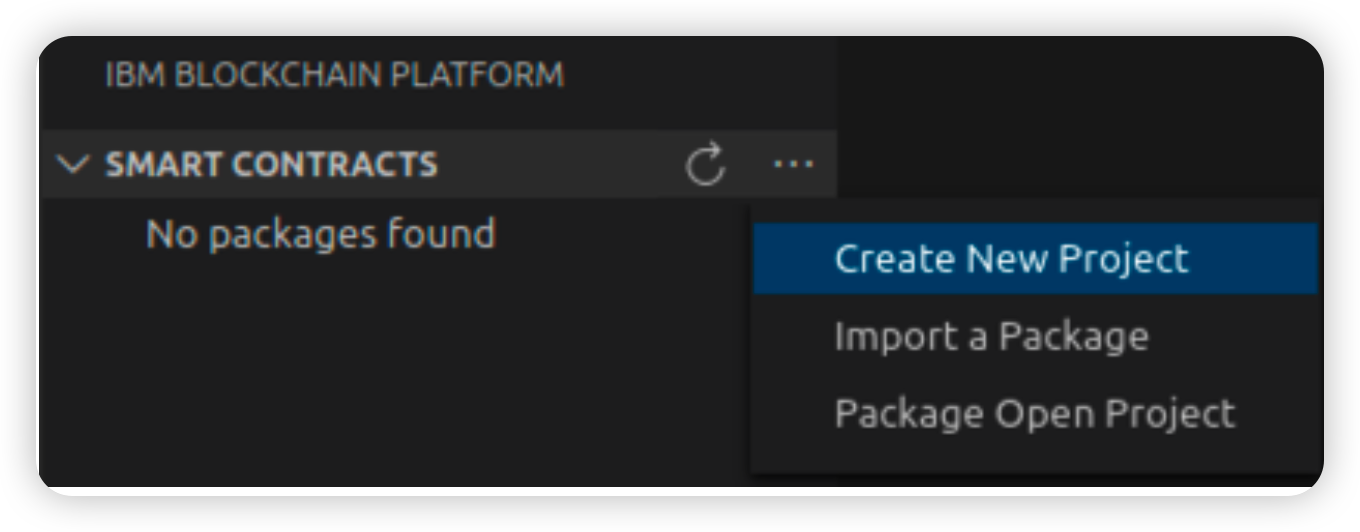 IBM BLOCKCHAIN PLATFORM
SMART CONTRACTS
No packages found
Create New Project
Import a Package
Package Open Project